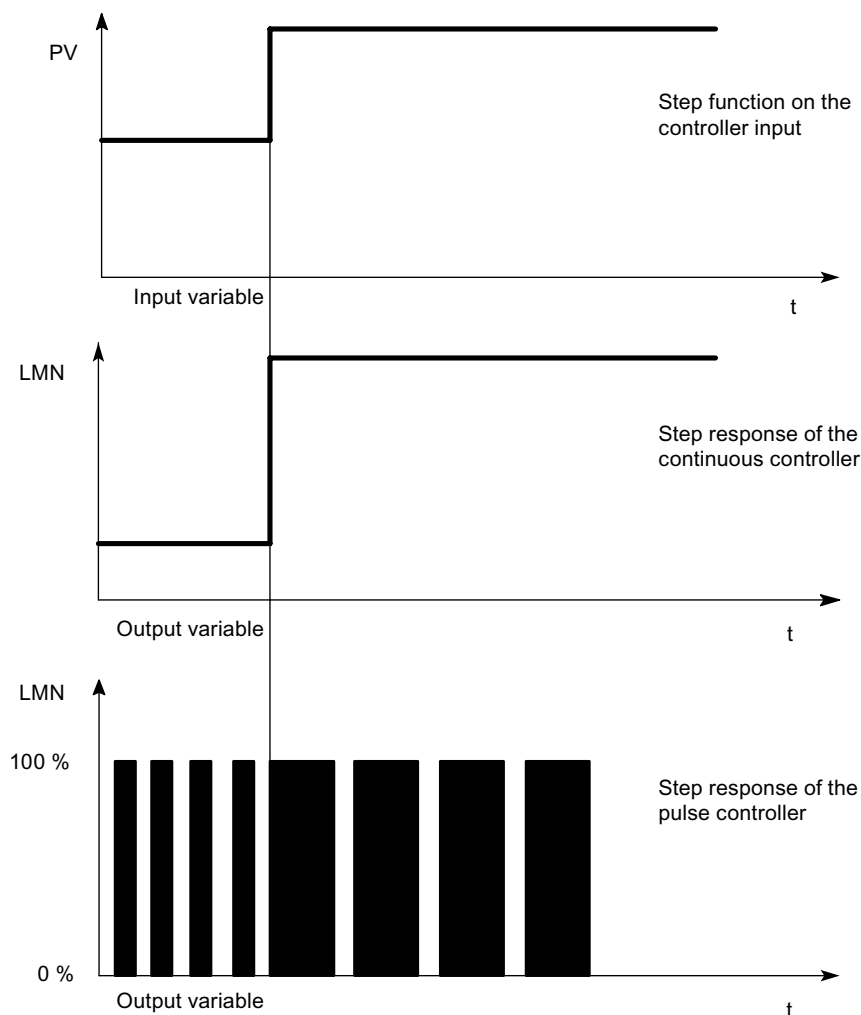 PV
Step function on the
controller input
Input variable
t
LMN
Step response of the
continuous controller
Output variable
t
LMN
100 %
Step response of the
pulse controller
0 %
Output variable
t